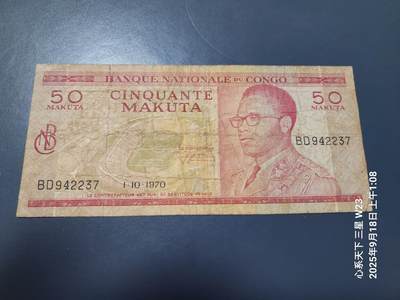 BANQUE NATIONALE DU CONGO
50
MAKUTA
CINQUANTE
MAKUTA
50
MAKUTA
BD942237
BD942237
1-10-1970
心系天下 三星 W23
2025年9月18日 上午1:08